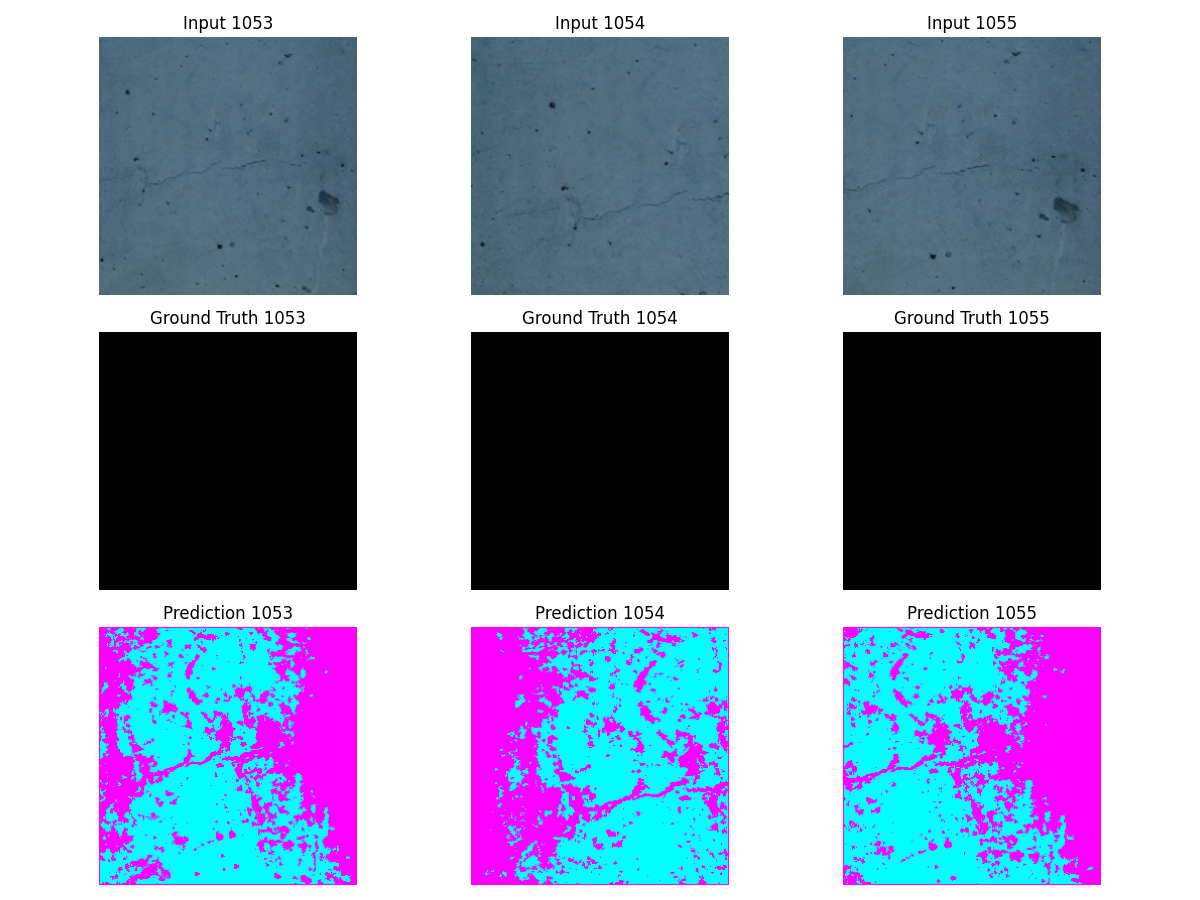 Input 1053
Input 1054
Input 1055
Ground Truth 1053
Ground Truth 1054
Ground Truth 1055
Prediction 1053
Prediction 1054
Prediction 1055